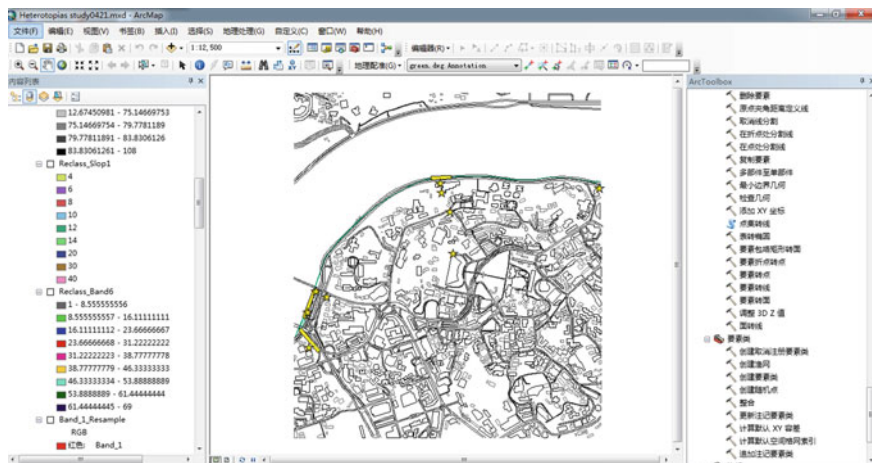 Heterotopias study0421.mxd - ArcMap
文件(F) 编辑(E) 视图(V) 书签(B) 插入(I) 选择(S) 地理处理(G) 自定义(C) 窗口(W) 帮助(H)
1:12,500 编辑器(R)
地理配准(G) green_deg Annotation
内容列表
12.67450981 - 75.14669753
75.14669754 - 79.7781189
79.77811891 - 83.8306126
83.83061261 - 108
Reclass_Slop1
4
6
8
10
12
14
20
30
40
Reclass_Band6
1 - 8.555555556
8.555555557 - 16.11111111
16.11111112 - 23.66666667
23.66666668 - 31.22222222
31.22222223 - 38.77777778
38.77777779 - 46.33333333
46.33333334 - 53.88888889
53.8888889 - 61.44444444
61.44444445 - 69
Band_1_Resample
RGB
红色: Band_1
ArcToolbox
删除要素
原点夹角距离定义线
取消线分割
在折点处分割线
在点处分割线
复制要素
多部件至单部件
最小边界几何
检查几何
添加 XY 坐标
点集转线
表转椭圆
要素包络矩形转面
要素折点转点
要素转点
要素转线
要素转面
调整 3D Z 值
面转线
要素类
创建取消注册要素类
创建渔网
创建要素类
创建随机点
整合
更新注记要素类
计算默认 XY 容差
计算默认空间格网索引
追加注记要素类